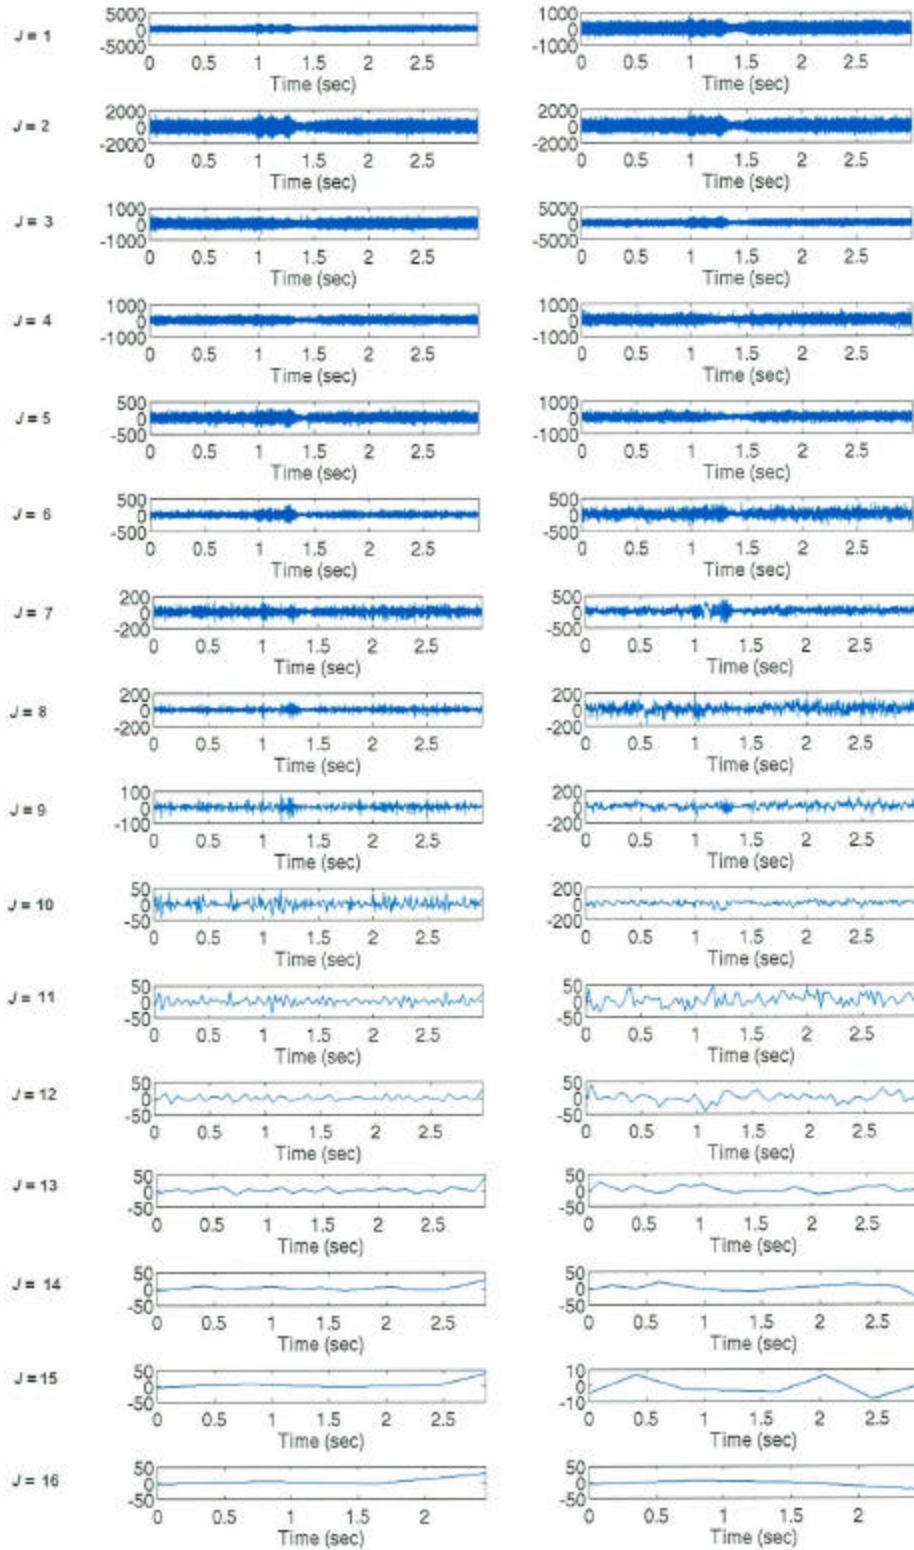 J = 1
5000
0
-5000
0 0.5 1 1.5 2 2.5
Time (sec)
1000
0
-1000
0 0.5 1 1.5 2 2.5
Time (sec)
J = 2
2000
0
-2000
0 0.5 1 1.5 2 2.5
Time (sec)
2000
0
-2000
0 0.5 1 1.5 2 2.5
Time (sec)
J = 3
1000
0
-1000
0 0.5 1 1.5 2 2.5
Time (sec)
5000
0
-5000
0 0.5 1 1.5 2 2.5
Time (sec)
J = 4
1000
0
-1000
0 0.5 1 1.5 2 2.5
Time (sec)
1000
0
-1000
0 0.5 1 1.5 2 2.5
Time (sec)
J = 5
500
0
-500
0 0.5 1 1.5 2 2.5
Time (sec)
1000
0
-1000
0 0.5 1 1.5 2 2.5
Time (sec)
J = 6
500
0
-500
0 0.5 1 1.5 2 2.5
Time (sec)
500
0
-500
0 0.5 1 1.5 2 2.5
Time (sec)
J = 7
200
0
-200
0 0.5 1 1.5 2 2.5
Time (sec)
500
0
-500
0 0.5 1 1.5 2 2.5
Time (sec)
J = 8
200
0
-200
0 0.5 1 1.5 2 2.5
Time (sec)
200
0
-200
0 0.5 1 1.5 2 2.5
Time (sec)
J = 9
100
0
-100
0 0.5 1 1.5 2 2.5
Time (sec)
200
0
-200
0 0.5 1 1.5 2 2.5
Time (sec)
J = 10
50
0
-50
0 0.5 1 1.5 2 2.5
Time (sec)
200
0
-200
0 0.5 1 1.5 2 2.5
Time (sec)
J = 11
50
0
-50
0 0.5 1 1.5 2 2.5
Time (sec)
50
0
-50
0 0.5 1 1.5 2 2.5
Time (sec)
J = 12
50
0
-50
0 0.5 1 1.5 2 2.5
Time (sec)
50
0
-50
0 0.5 1 1.5 2 2.5
Time (sec)
J = 13
50
0
-50
0 0.5 1 1.5 2 2.5
Time (sec)
50
0
-50
0 0.5 1 1.5 2 2.5
Time (sec)
J = 14
50
0
-50
0 0.5 1 1.5 2 2.5
Time (sec)
50
0
-50
0 0.5 1 1.5 2 2.5
Time (sec)
J = 15
50
0
-50
0 0.5 1 1.5 2 2.5
Time (sec)
10
0
-10
0 0.5 1 1.5 2 2.5
Time (sec)
J = 16
50
0
-50
0 0.5 1 1.5 2
Time (sec)
50
0
-50
0 0.5 1 1.5 2
Time (sec)